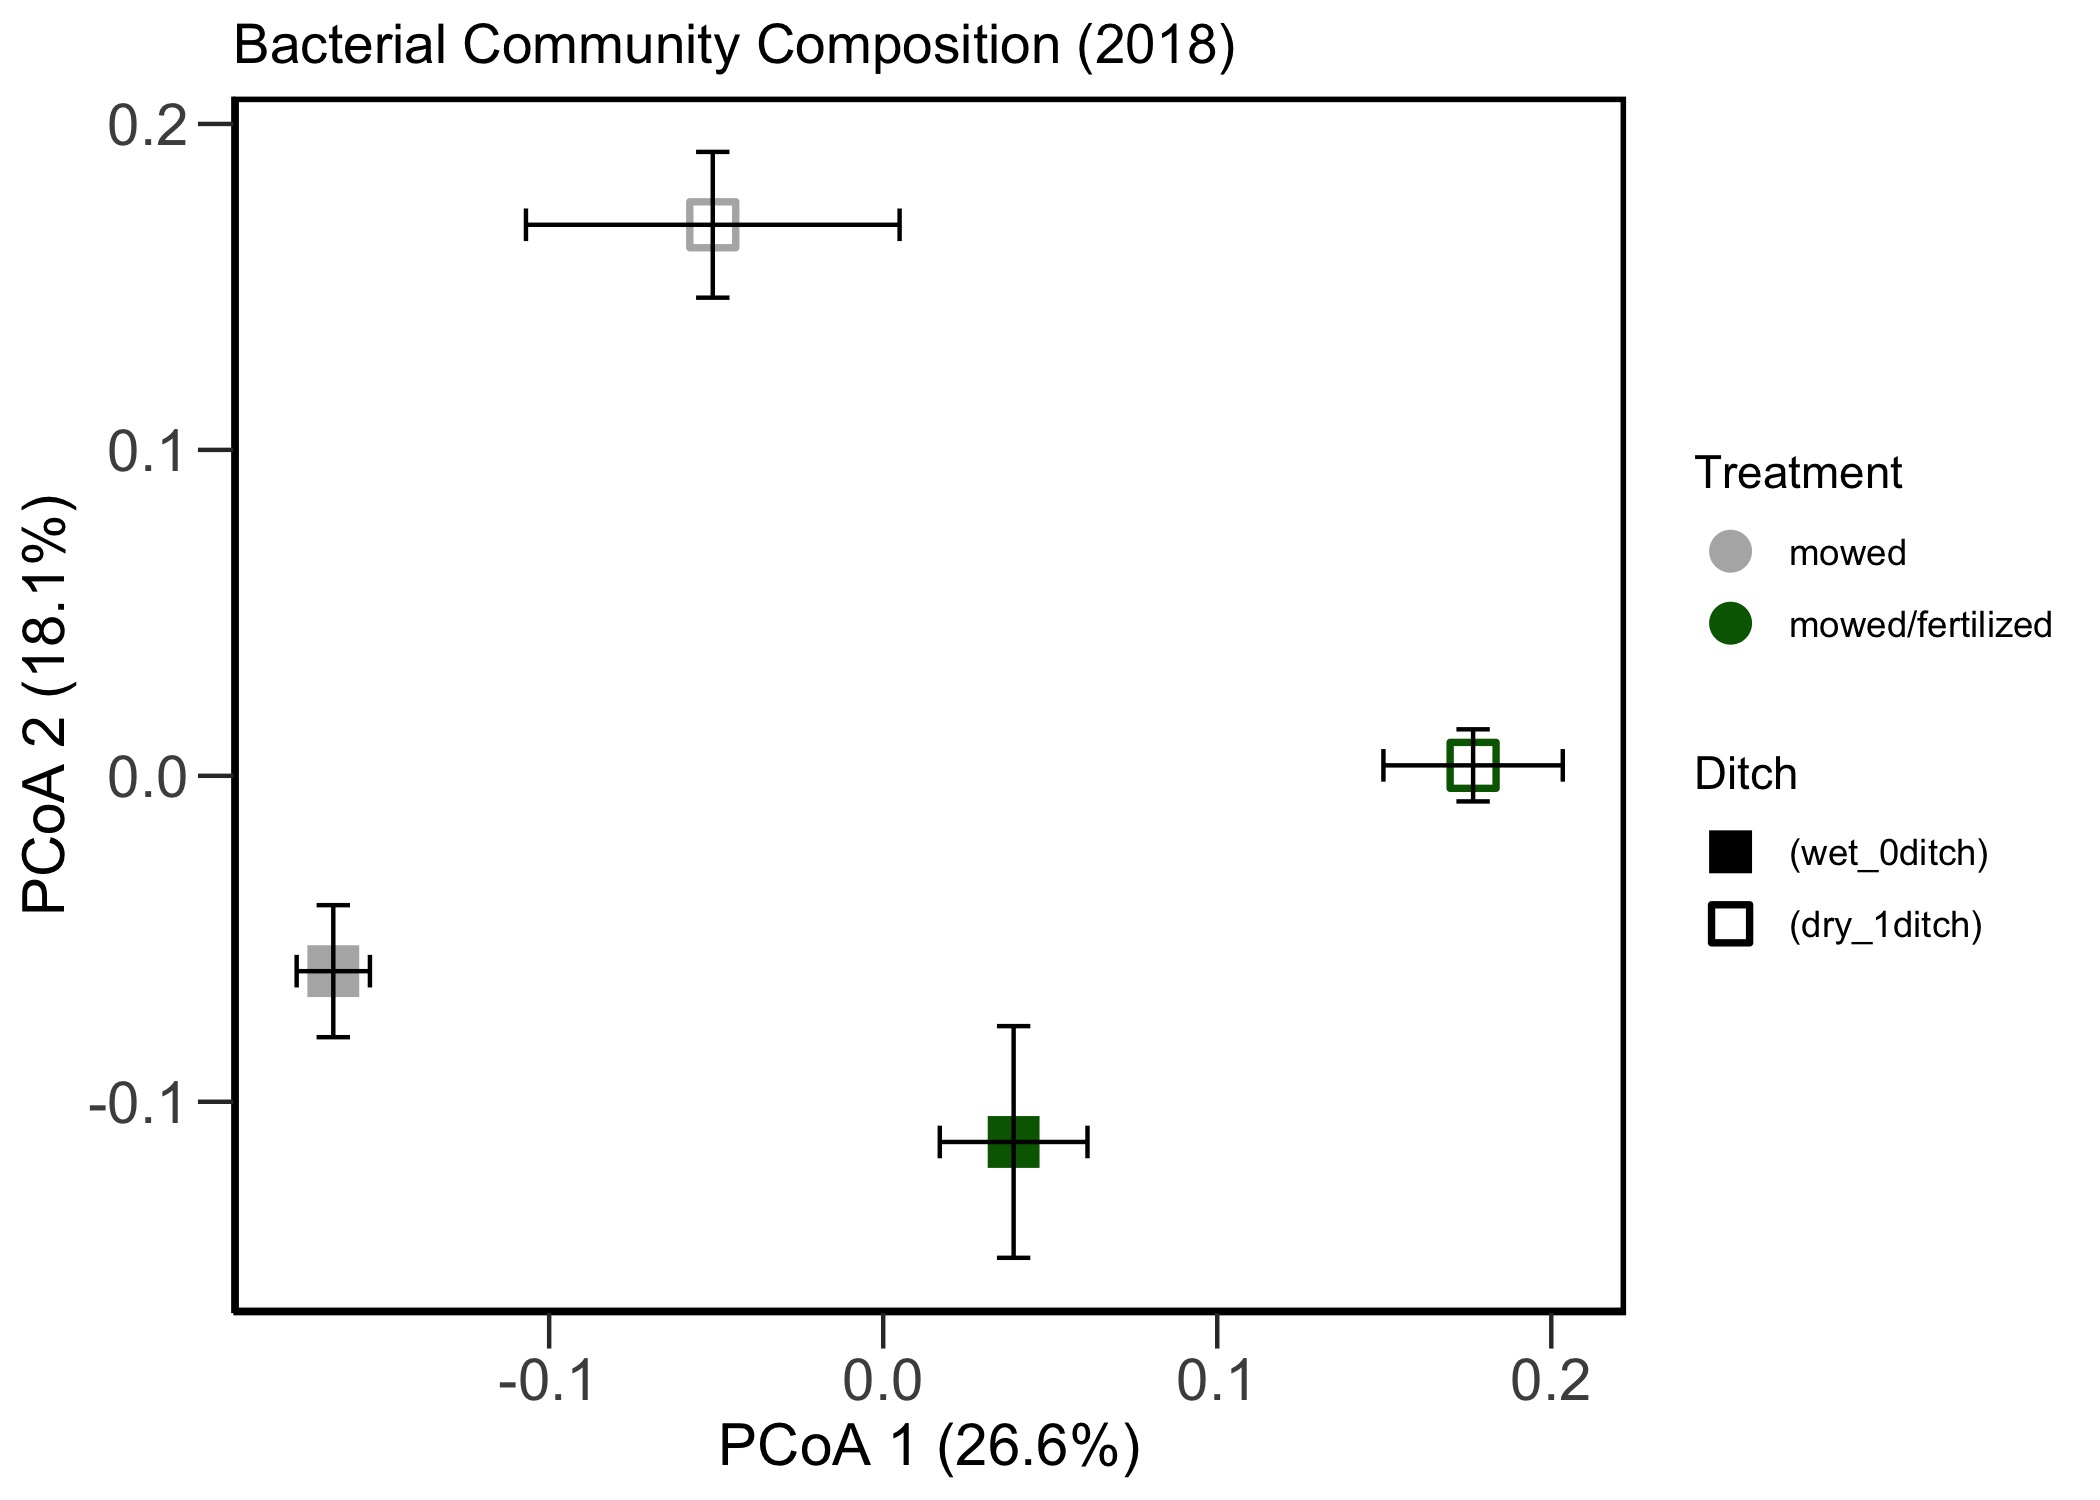 Bacterial Community Composition (2018)
0.2
0.1
0.0
-0.1
PCoA 2 (18.1%)
-0.1
0.0
0.1
0.2
PCoA 1 (26.6%)
Treatment
mowed
mowed/fertilized
Ditch
(wet_0ditch)
(dry_1ditch)